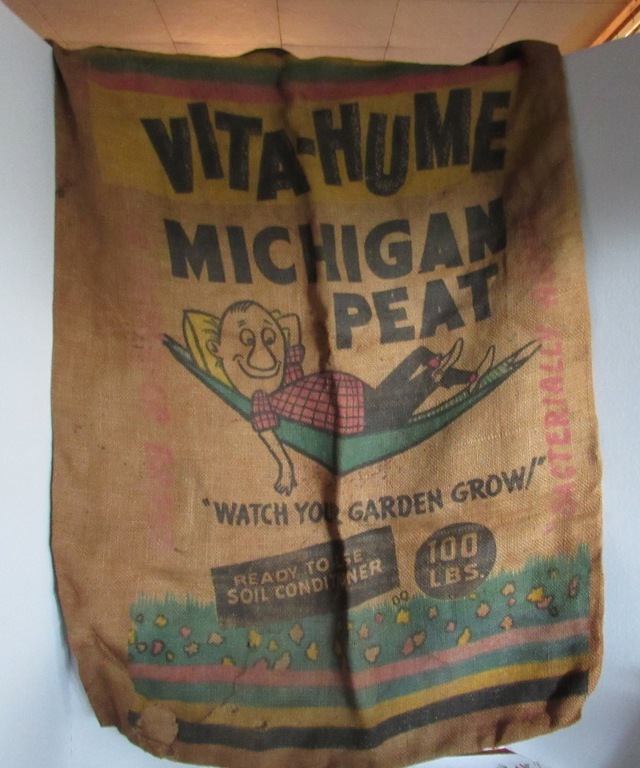 VITA-HUME
MICHIGAN
PEAT
"WATCH YOUR GARDEN GROW!"
READY TO USE
SOIL CONDITIONER
100
LBS.
BACTERIALLY